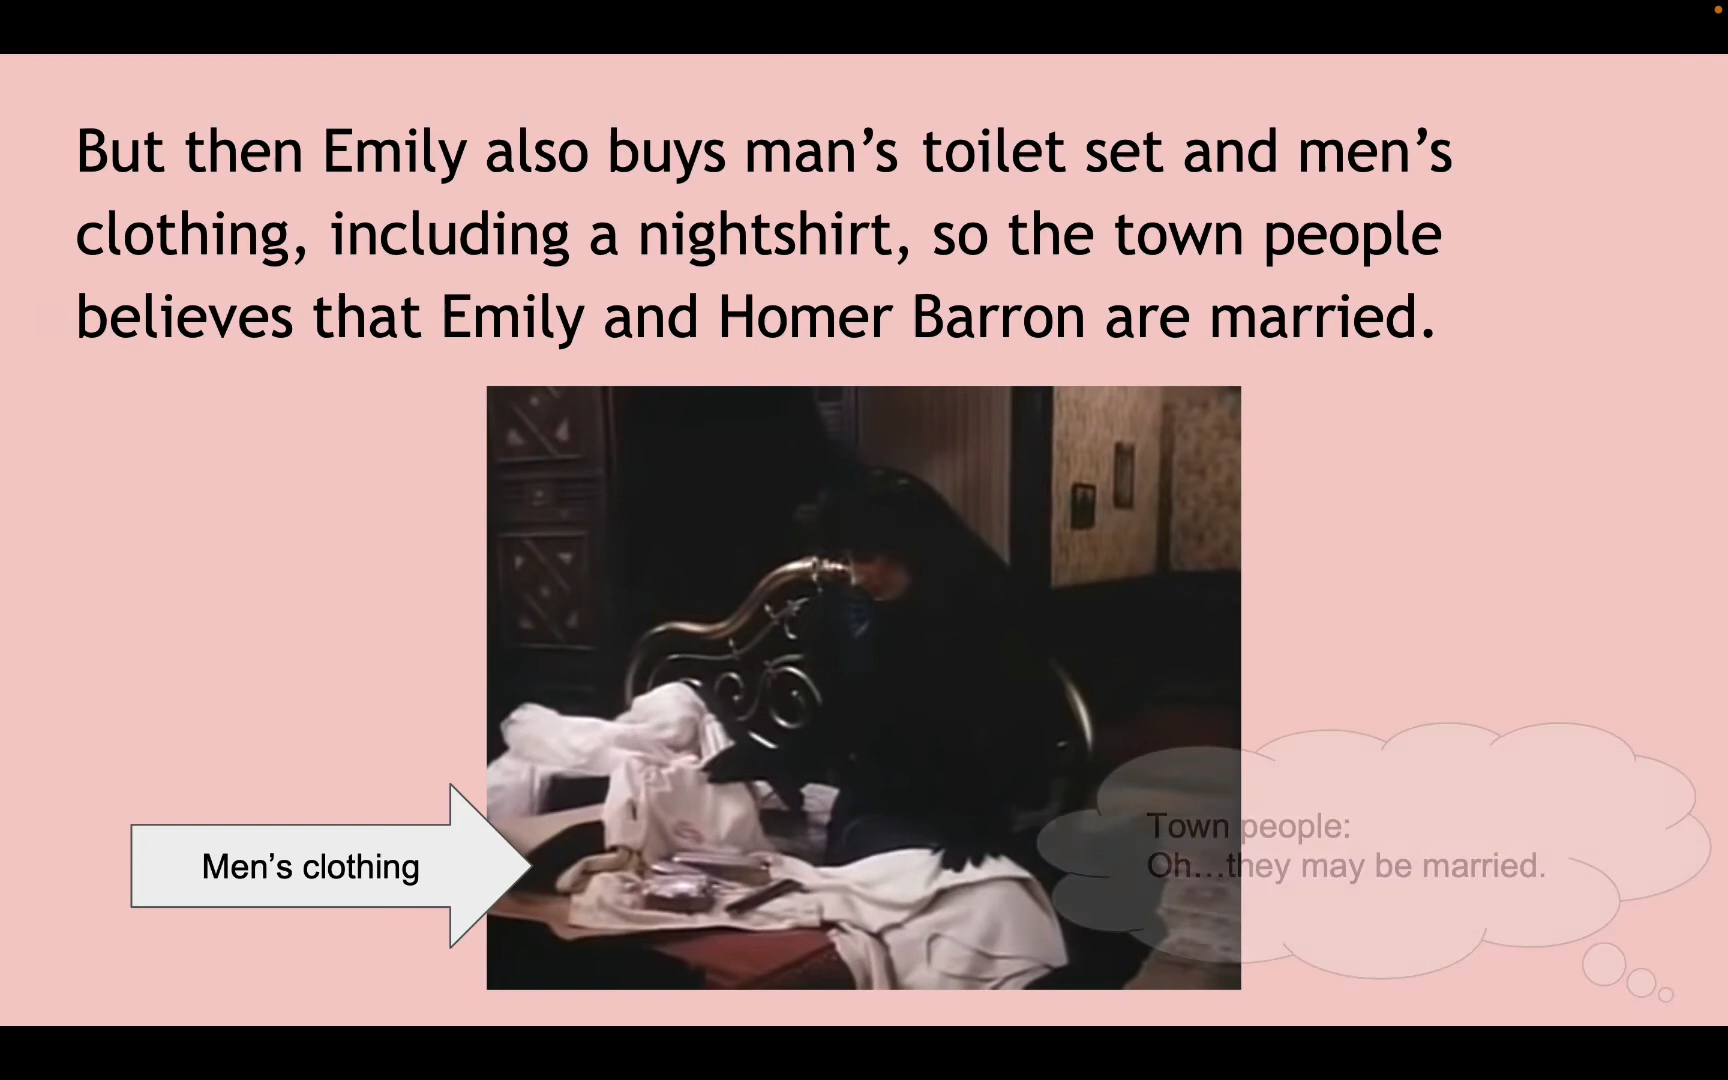 But then Emily also buys man’s toilet set and men’s
clothing, including a nightshirt, so the town people
believes that Emily and Homer Barron are married.
Men’s clothing
Town people:
Oh...they may be married.